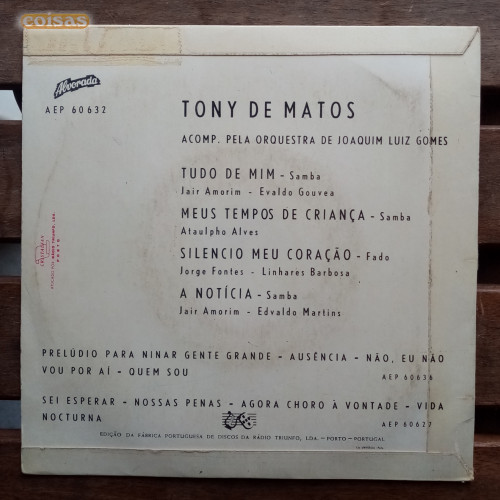 coisas
Alvorada
AEP 60632
TONY DE MATOS
ACOMP. PELA ORQUESTRA DE JOAQUIM LUIZ GOMES
TUDO DE MIM - Samba
Jair Amorim - Evaldo Gouvea
MEUS TEMPOS DE CRIANÇA - Samba
Ataulpho Alves
SILENCIO MEU CORAÇÃO - Fado
Jorge Fontes - Linhares Barbosa
A NOTÍCIA - Samba
Jair Amorim - Edvaldo Martins
PRELÚDIO PARA NINAR GENTE GRANDE - AUSÊNCIA - NÃO, EU NÃO
VOU POR AÍ - QUEM SOU
AEP 60636
SEI ESPERAR - NOSSAS PENAS - AGORA CHORO À VONTADE - VIDA
NOCTURNA
AEP 60627
EDIÇÃO DA FÁBRICA PORTUGUESA DE DISCOS DA RÁDIO TRIUNFO, LDA. - PORTO - PORTUGAL